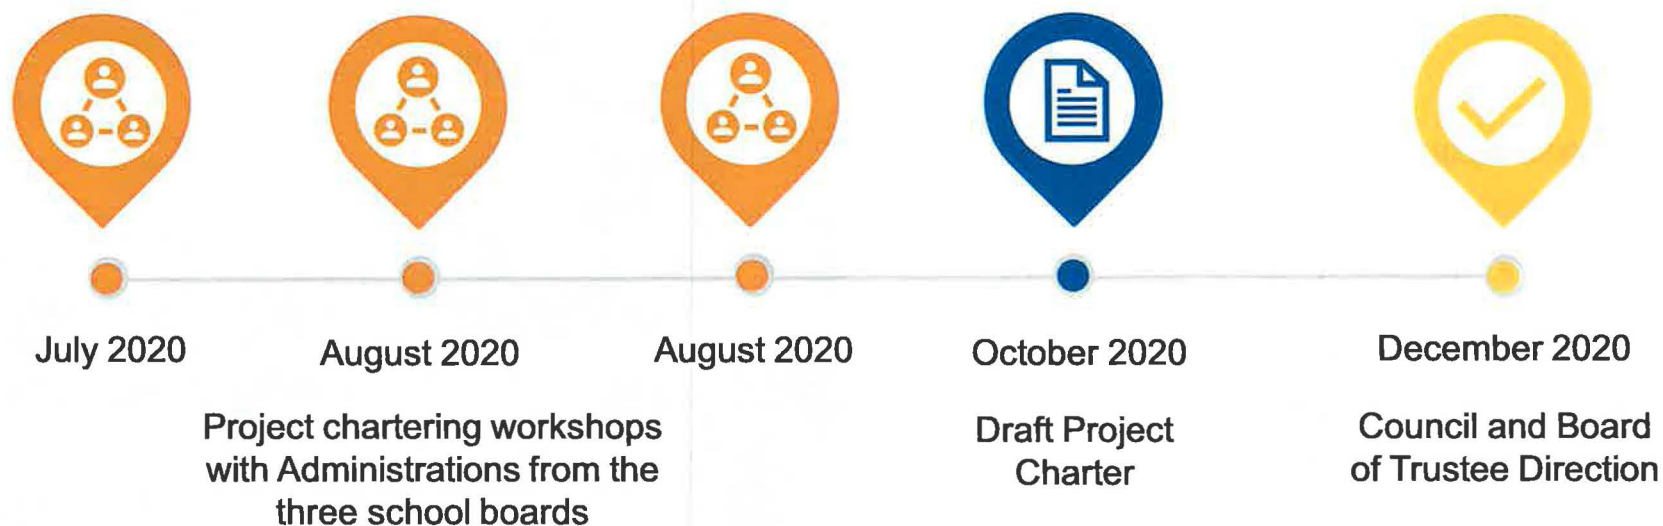 July 2020
August 2020
August 2020
October 2020
December 2020
Project chartering workshops
with Administrations from the
three school boards
Draft Project
Charter
Council and Board
of Trustee Direction